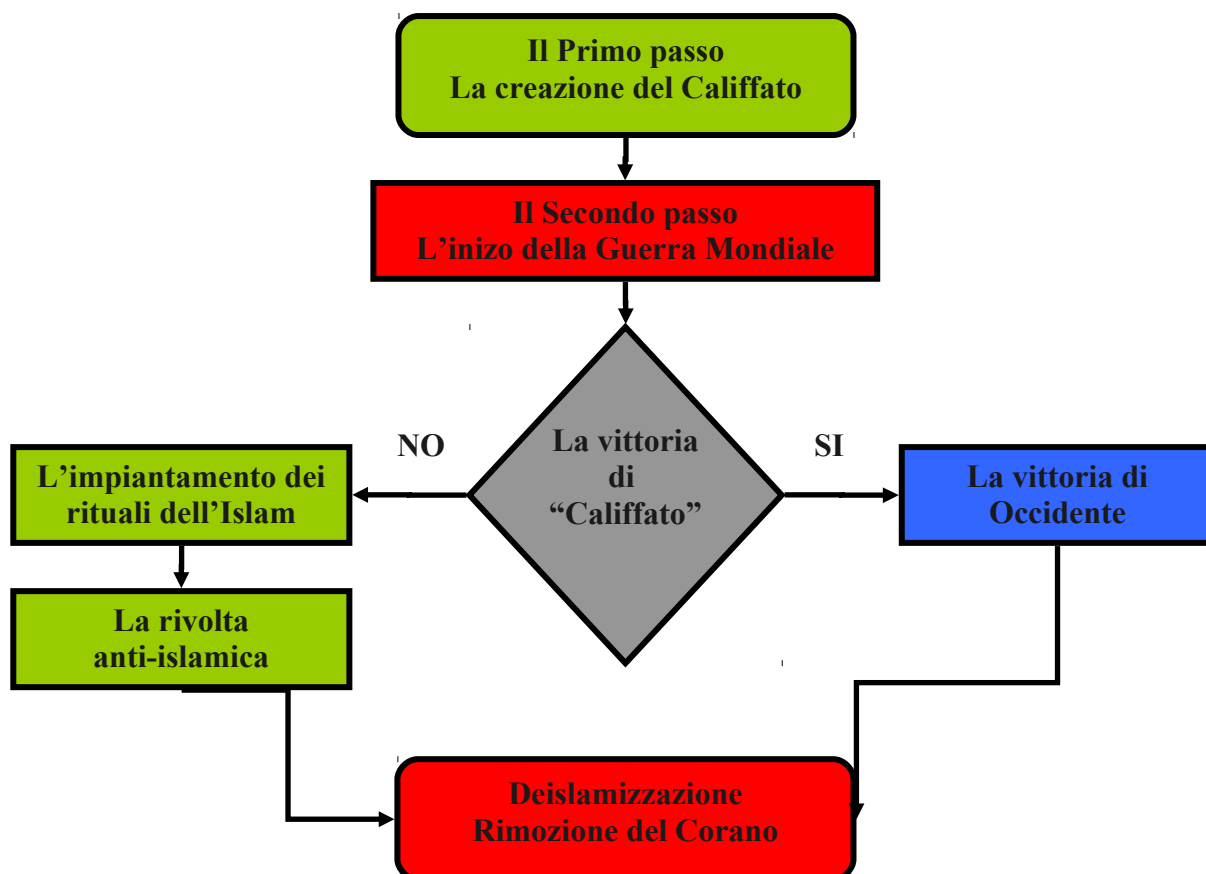 Il Primo passo
La creazione del Califfato
Il Secondo passo
L’inizo della Guerra Mondiale
NO
La vittoria
di
“Califfato”
SI
L’impiantamento dei
rituali dell’Islam
La vittoria di
Occidente
La rivolta
anti-islamica
Deislamizzazione
Rimozione del Corano